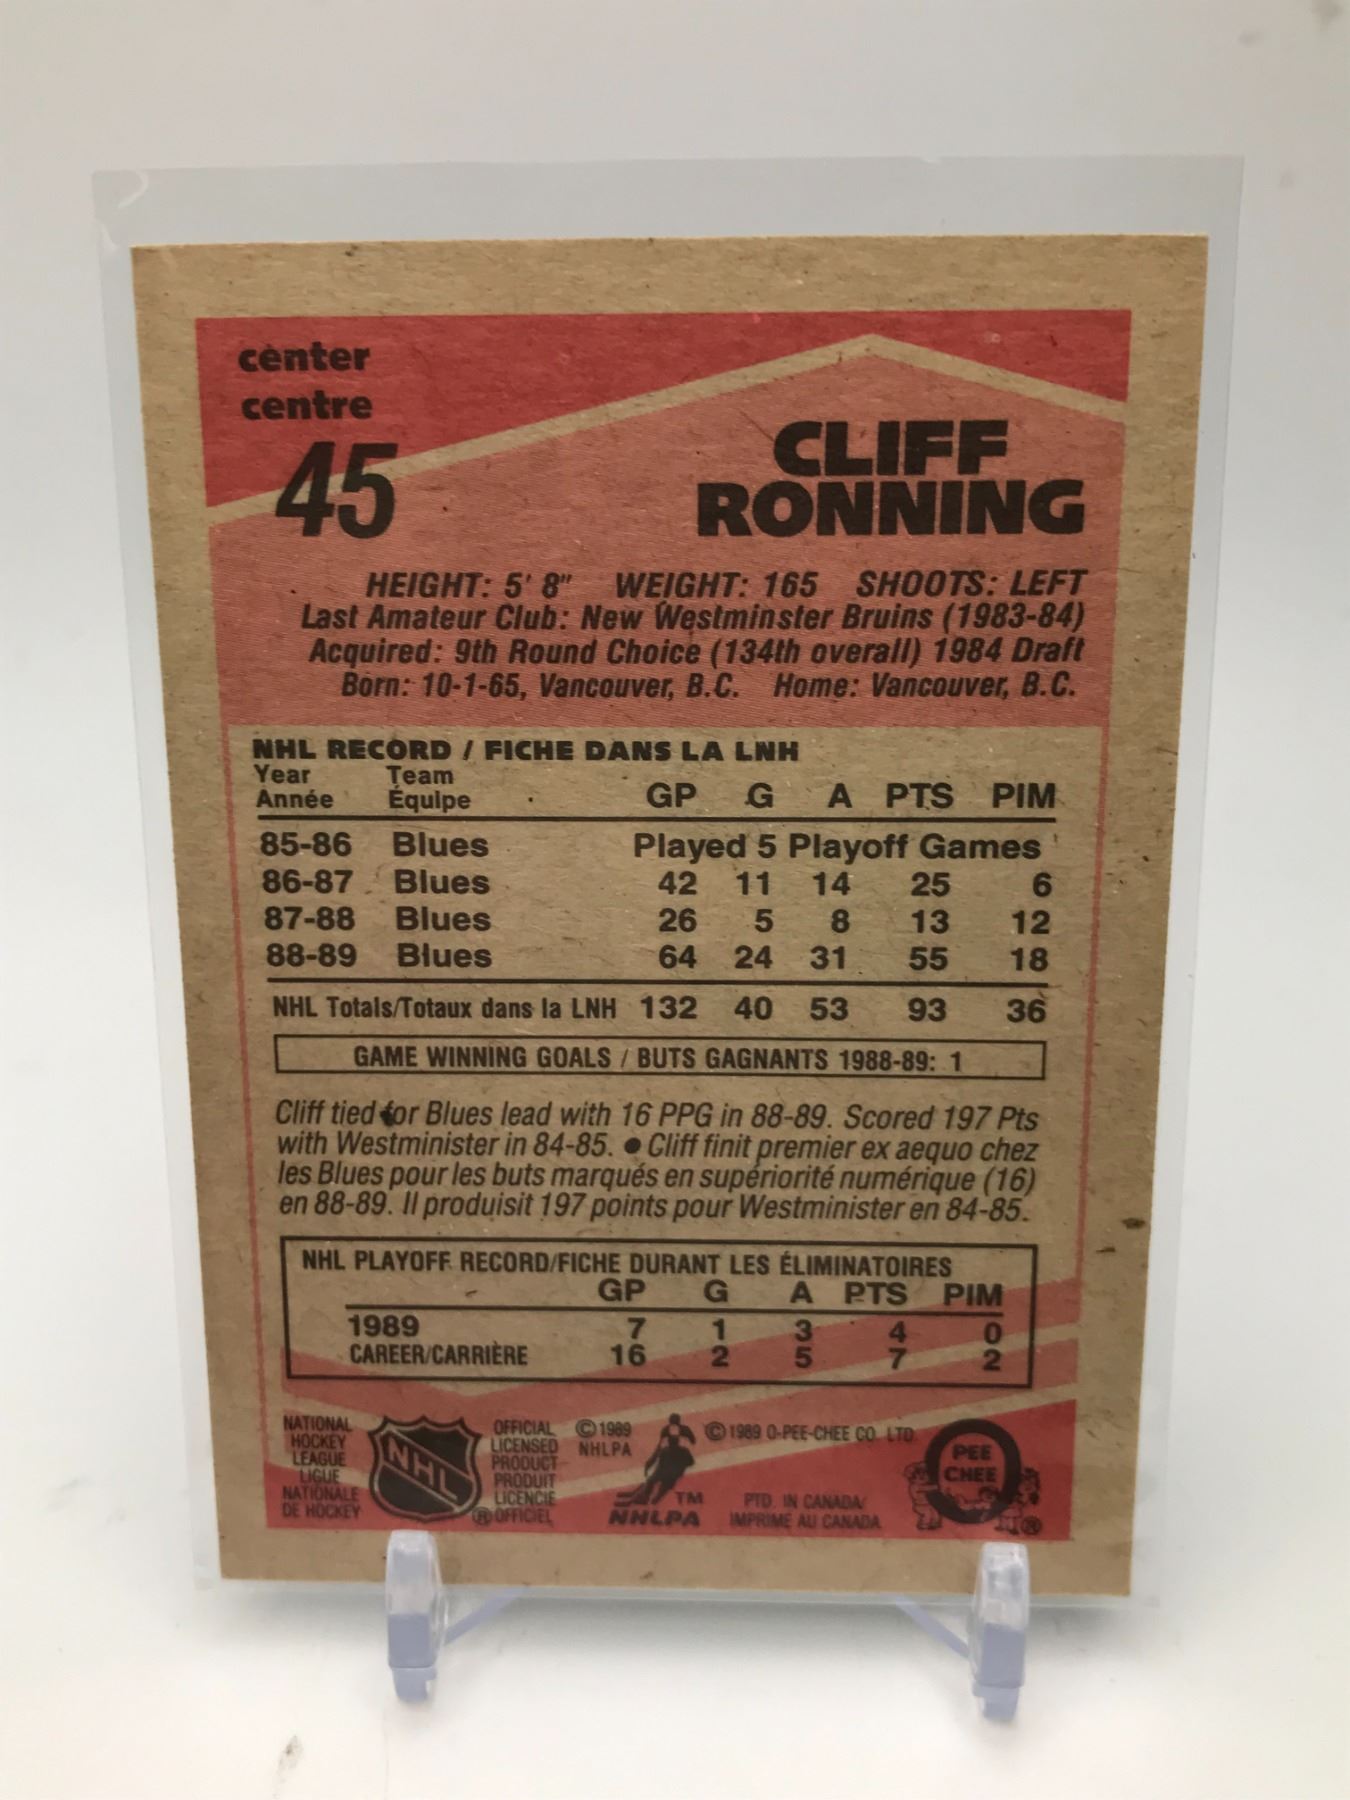 center
centre
45
CLIFF
RONNING
HEIGHT: 5' 8" WEIGHT: 165 SHOOTS: LEFT
Last Amateur Club: New Westminster Bruins (1983-84)
Acquired: 9th Round Choice (134th overall) 1984 Draft
Born: 10-1-65, Vancouver, B.C. Home: Vancouver, B.C.
NHL RECORD / FICHE DANS LA LNH
Year Team
Année Équipe GP G A PTS PIM
85-86 Blues Played 5 Playoff Games
86-87 Blues 42 11 14 25 6
87-88 Blues 26 5 8 13 12
88-89 Blues 64 24 31 55 18
NHL Totals/Totaux dans la LNH 132 40 53 93 36
GAME WINNING GOALS / BUTS GAGNANTS 1988-89: 1
Cliff tied for Blues lead with 16 PPG in 88-89. Scored 197 Pts
with Westminister in 84-85. ● Cliff finit premier ex aequo chez
les Blues pour les buts marqués en supériorité numérique (16)
en 88-89. Il produisit 197 points pour Westminister en 84-85.
NHL PLAYOFF RECORD/FICHE DURANT LES ÉLIMINATOIRES
GP G A PTS PIM
1989 7 1 3 4 0
CAREER/CARRIÈRE 16 2 5 7 2
NATIONAL
HOCKEY
LEAGUE
LIGUE
NATIONALE
DE HOCKEY
NHL
OFFICIAL
LICENSED
PRODUCT
PRODUIT
LICENCIÉ
® OFFICIEL
© 1989
NHLPA
TM
NHLPA
© 1989 O-PEE-CHEE CO. LTD.
PTD. IN CANADA/
IMPRIMÉ AU CANADA
PEE
CHEE
®